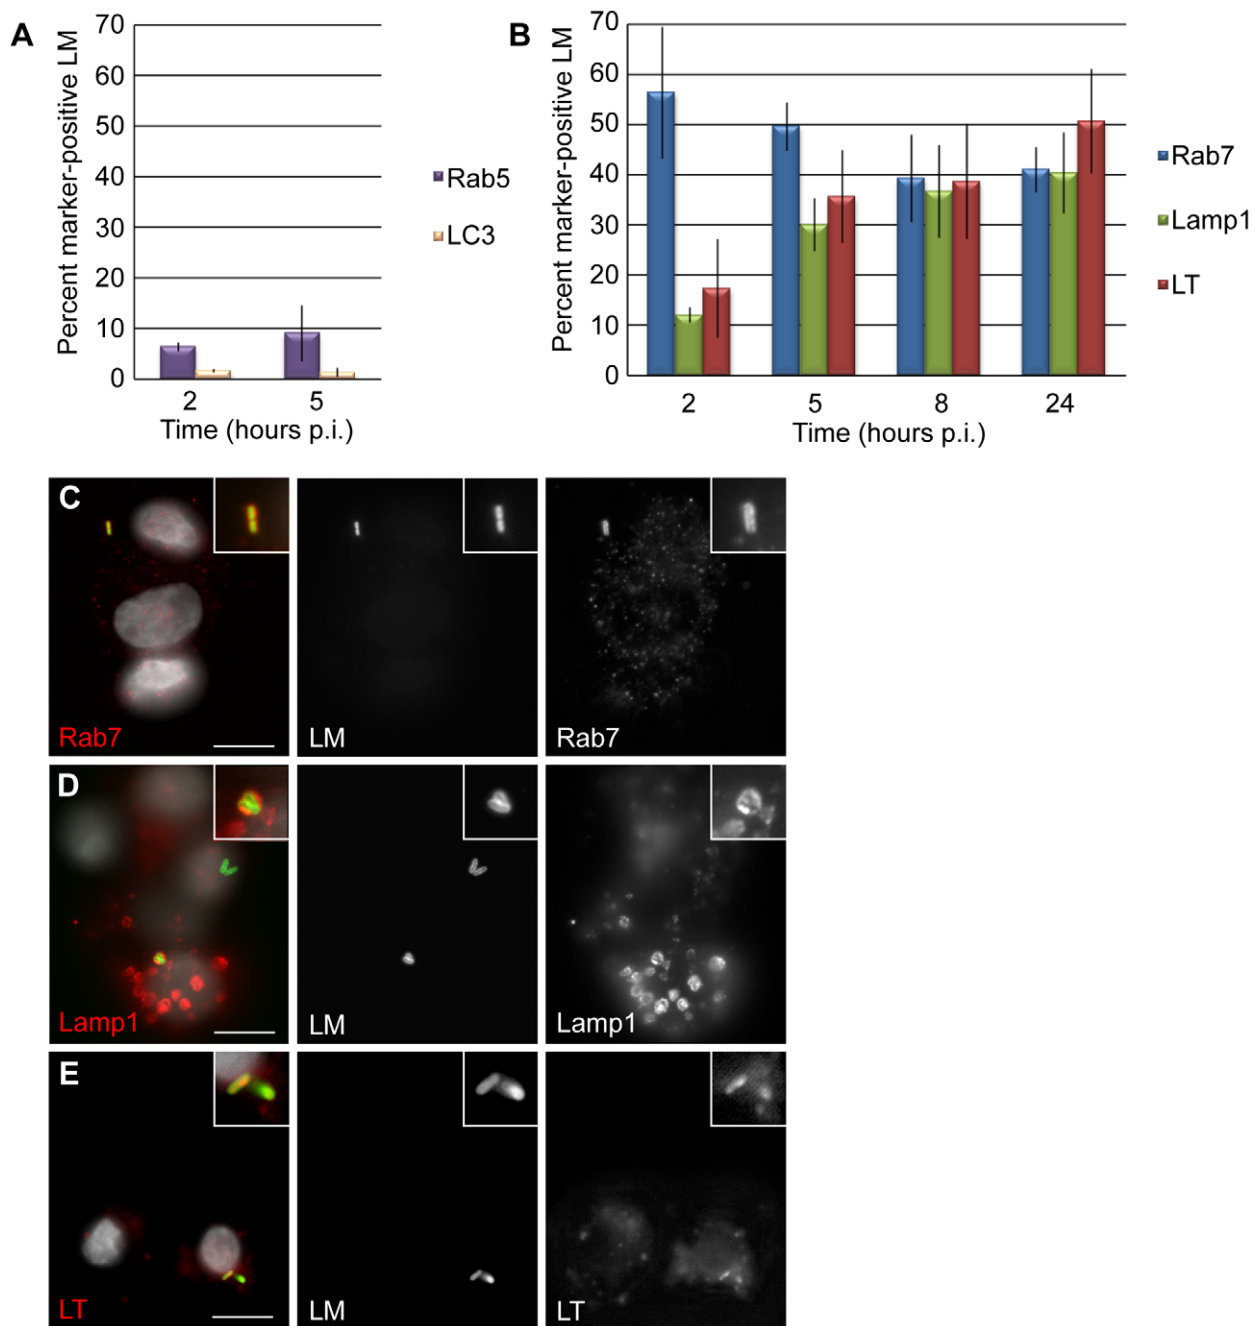 A
Percent marker-positive LM
70
60
50
40
30
20
10
0
2
5
Time (hours p.i.)
Rab5
LC3
B
Percent marker-positive LM
70
60
50
40
30
20
10
0
2
5
8
24
Time (hours p.i.)
Rab7
Lamp1
LT
C
Rab7
LM
Rab7
D
Lamp1
LM
Lamp1
E
LT
LM
LT